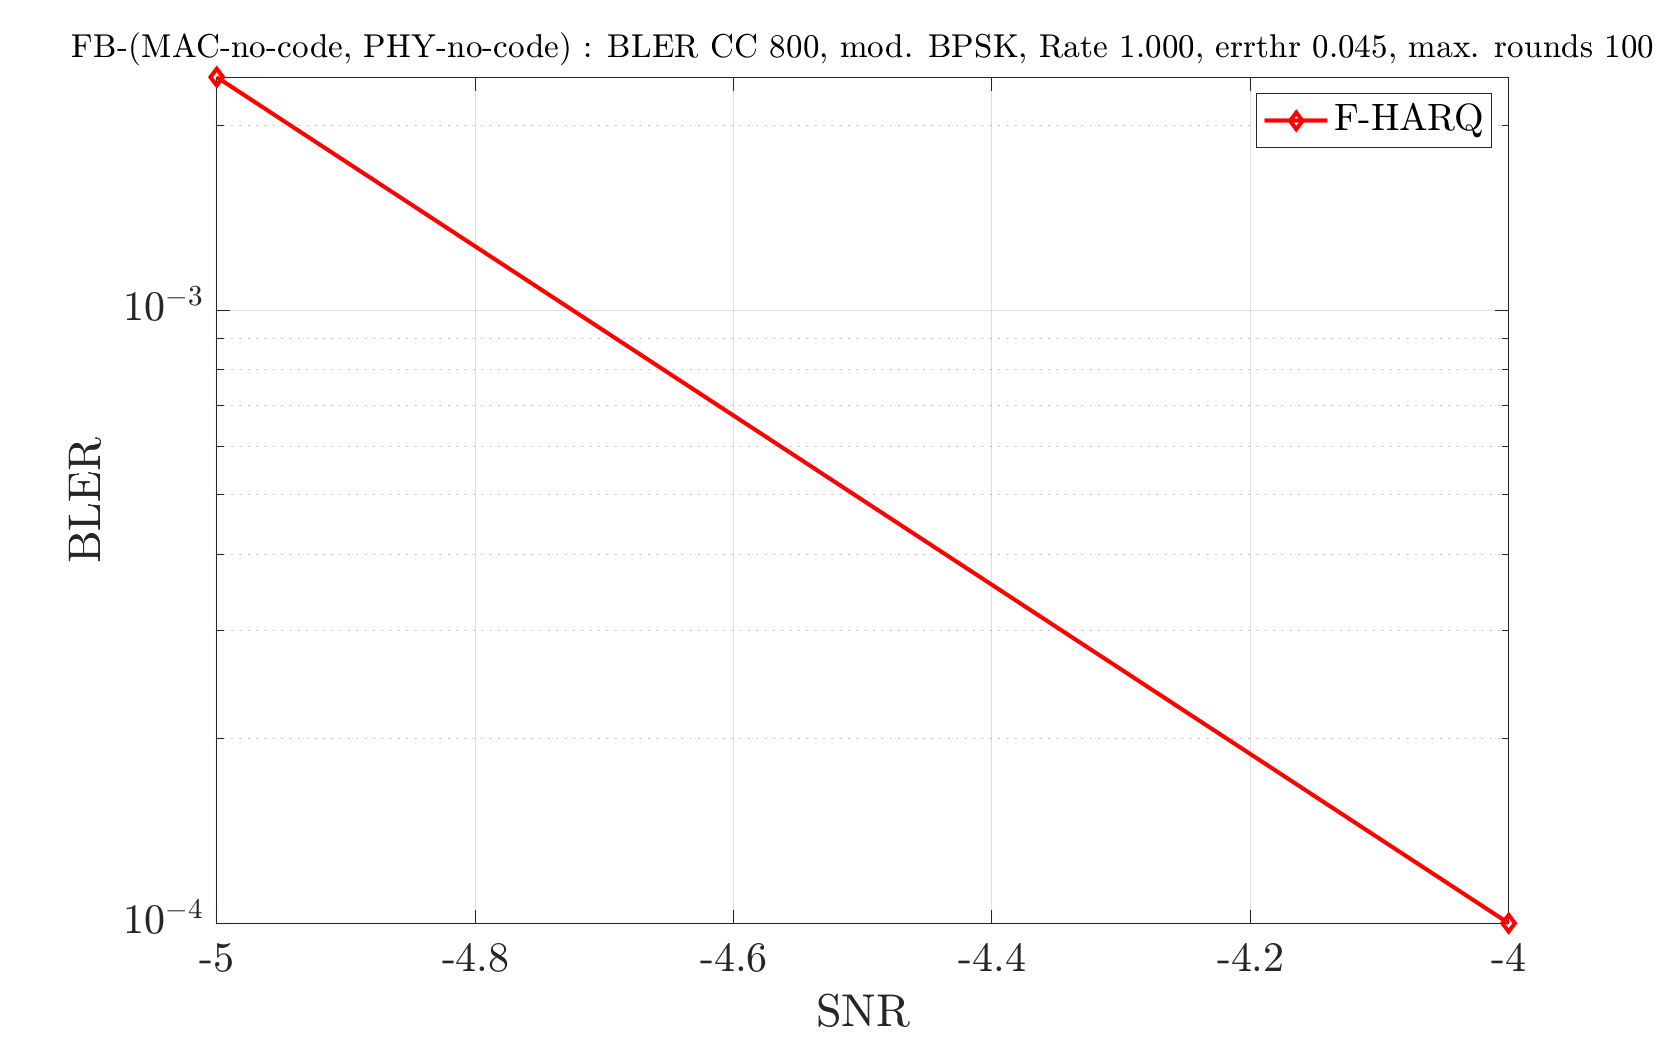 FB-(MAC-no-code, PHY-no-code) : BLER CC 800, mod. BPSK, Rate 1.000, errthr 0.045, max. rounds 100
F-HARQ
10⁻³
BLER
10⁻⁴
-5 -4.8 -4.6 -4.4 -4.2 -4
SNR